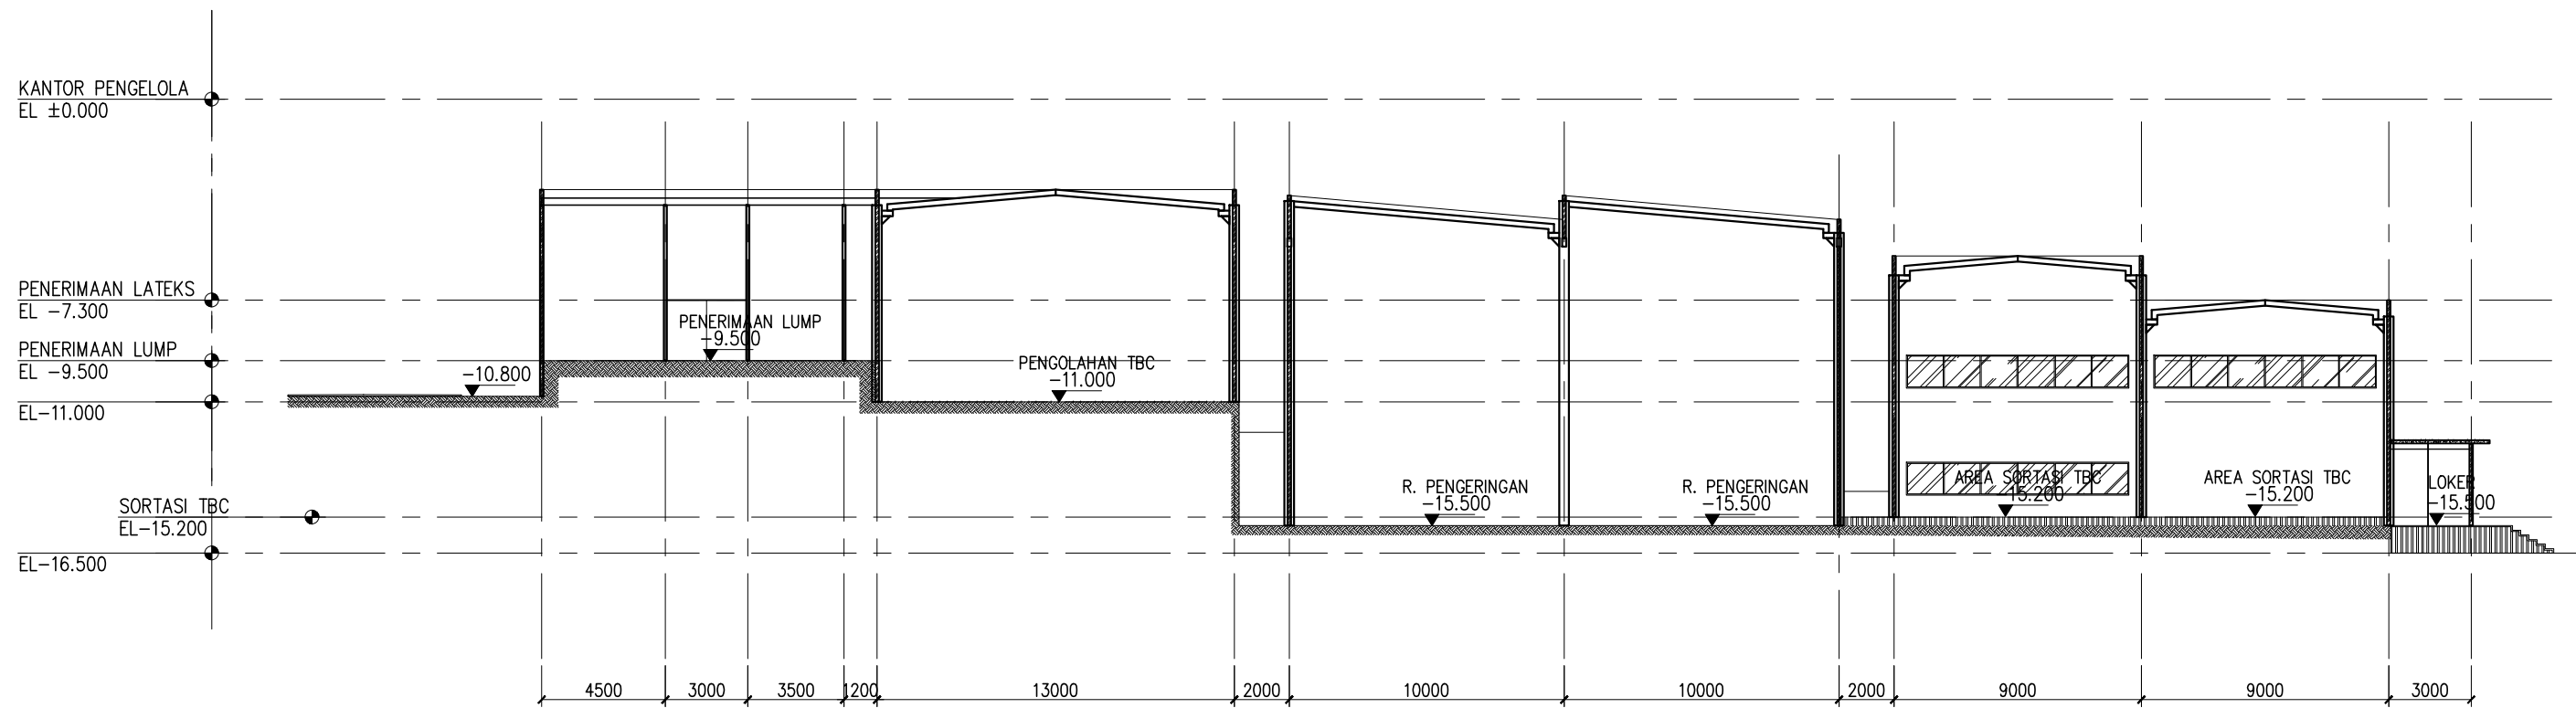 KANTOR PENGELOLA
EL ±0.000
PENERIMAAN LATEKS
EL -7.300
PENERIMAAN LUMP
-9.500
PENERIMAAN LUMP
EL -9.500
-10.800
PENGOLAHAN TBC
-11.000
EL-11.000
R. PENGERINGAN
-15.500
R. PENGERINGAN
-15.500
AREA SORTASI TBC
-15.200
AREA SORTASI TBC
-15.200
LOKER
-15.500
SORTASI TBC
EL-15.200
EL-16.500
4500 3000 3500 1200 13000 2000 10000 10000 2000 9000 9000 3000